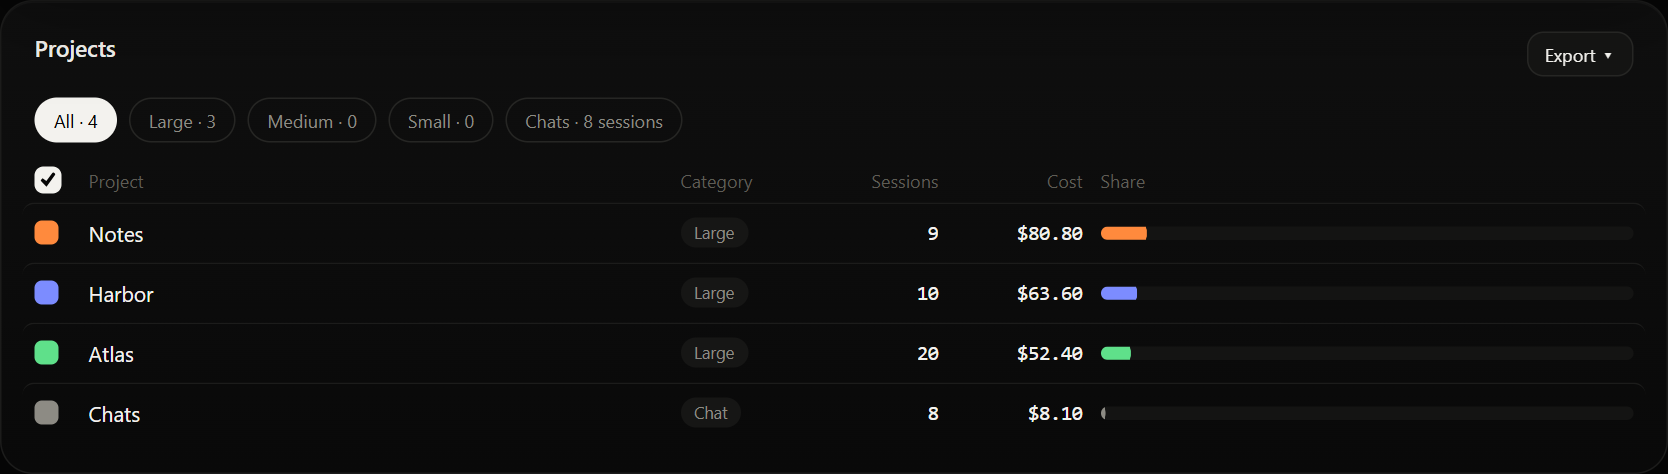 Projects
Export ▾
All · 4 Large · 3 Medium · 0 Small · 0 Chats · 8 sessions
Project Category Sessions Cost Share
Notes Large 9 $80.80
Harbor Large 10 $63.60
Atlas Large 20 $52.40
Chats Chat 8 $8.10